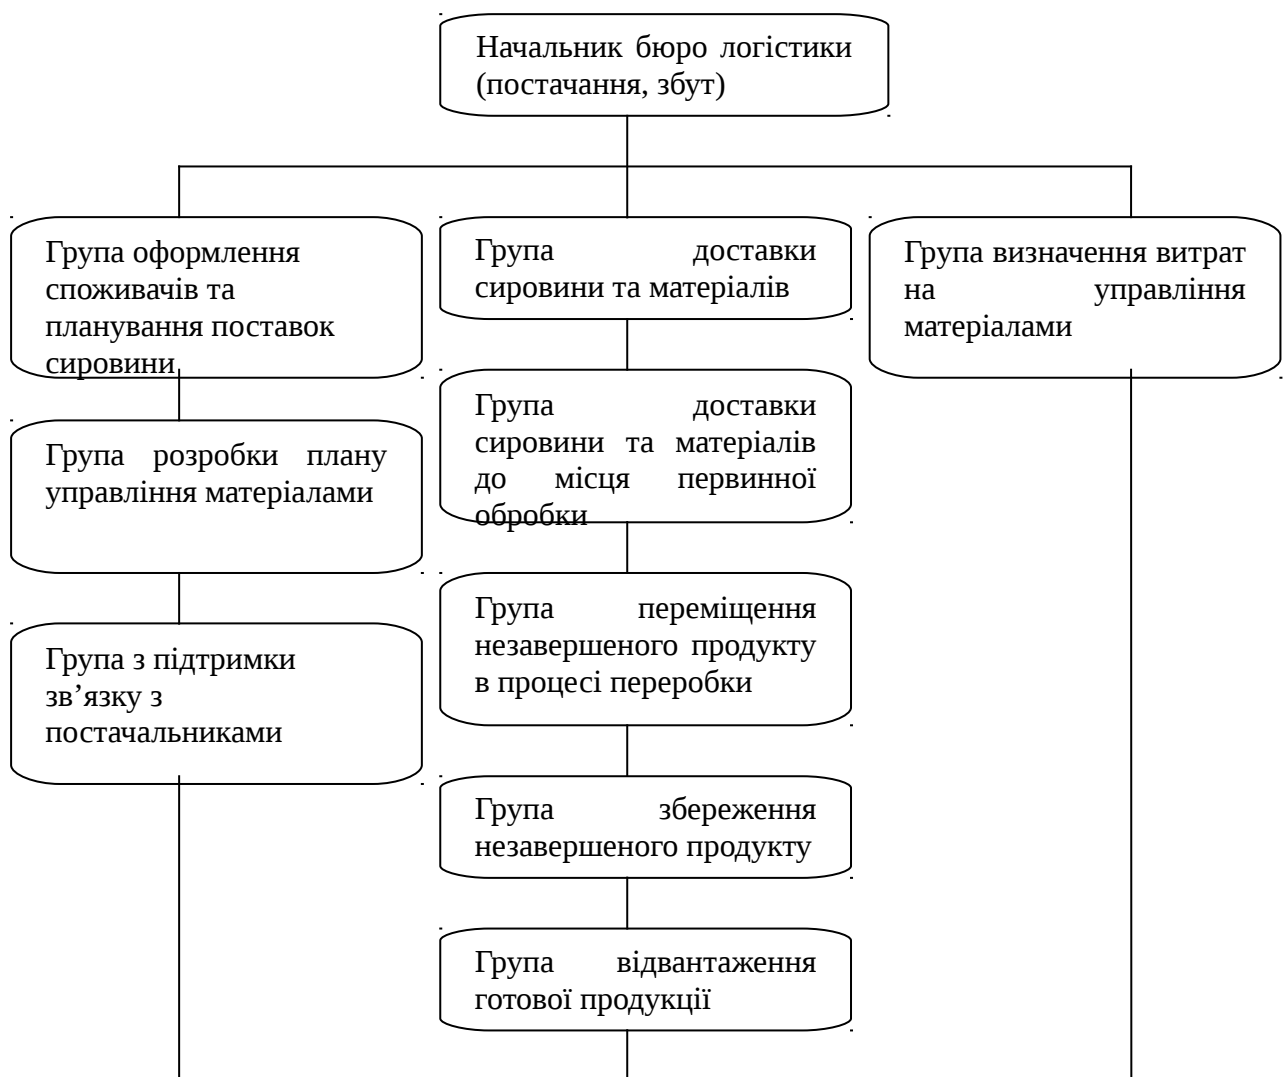 Начальник бюро логістики
(постачання, збут)
Група оформлення
споживачів та
планування поставок
сировини
Група розробки плану
управління матеріалами
Група з підтримки
зв’язку з
постачальниками
Група доставки
сировини та матеріалів
Група доставки
сировини та матеріалів
до місця первинної
обробки
Група переміщення
незавершеного продукту
в процесі переробки
Група збереження
незавершеного продукту
Група відвантаження
готової продукції
Група визначення витрат
на управління
матеріалами